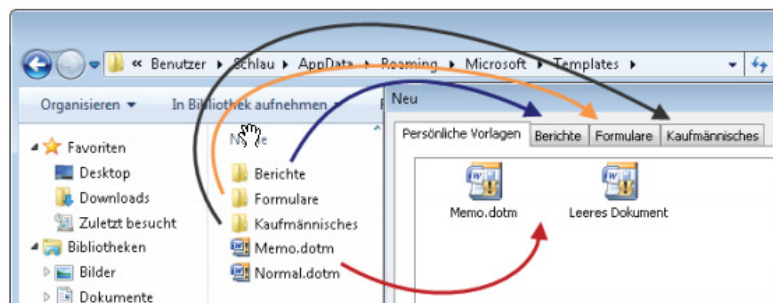 « Benutzer ▸ Schlau ▸ AppData ▸ Roaming ▸ Microsoft ▸ Templates ▸
Organisieren In Bibliothek aufnehmen
Neu
Persönliche Vorlagen Berichte Formulare Kaufmännisches
Favoriten
Desktop
Downloads
Zuletzt besucht
Bibliotheken
Bilder
Dokumente
Berichte
Formulare
Kaufmännisches
Memo.dotm
Normal.dotm
Memo.dotm Leeres Dokument